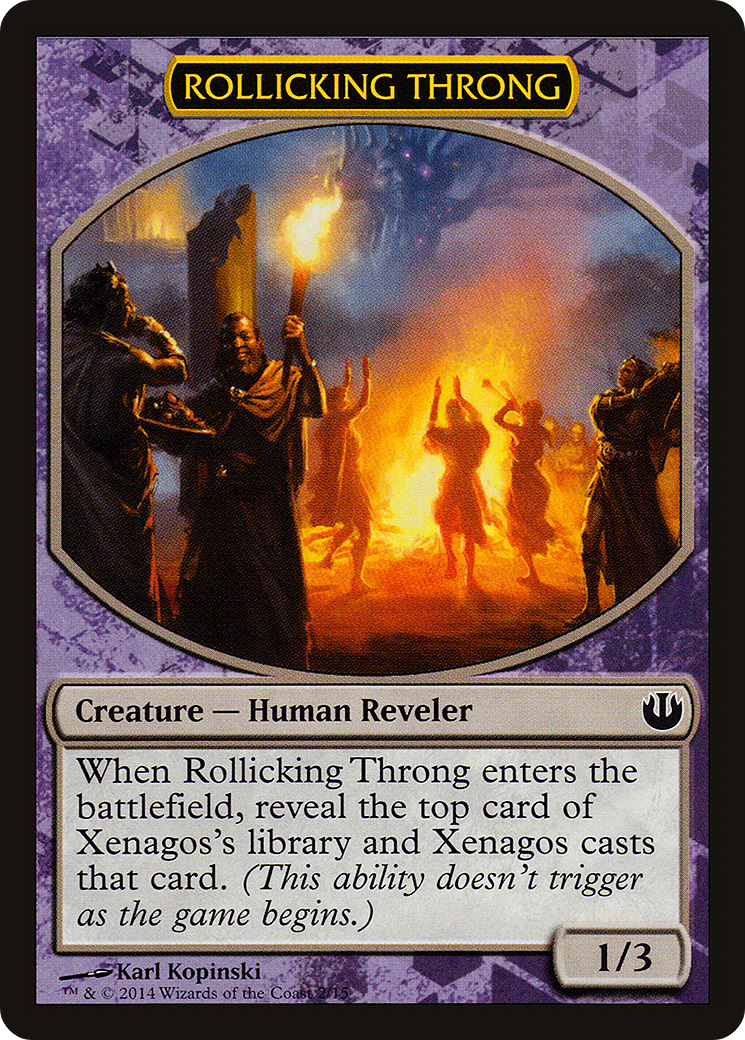 ROLLICKING THRONG
Creature — Human Reveler
When Rollicking Throng enters the
battlefield, reveal the top card of
Xenagos's library and Xenagos casts
that card. (This ability doesn't trigger
as the game begins.)
1/3
Karl Kopinski
™ & © 2014 Wizards of the Coast 2/15